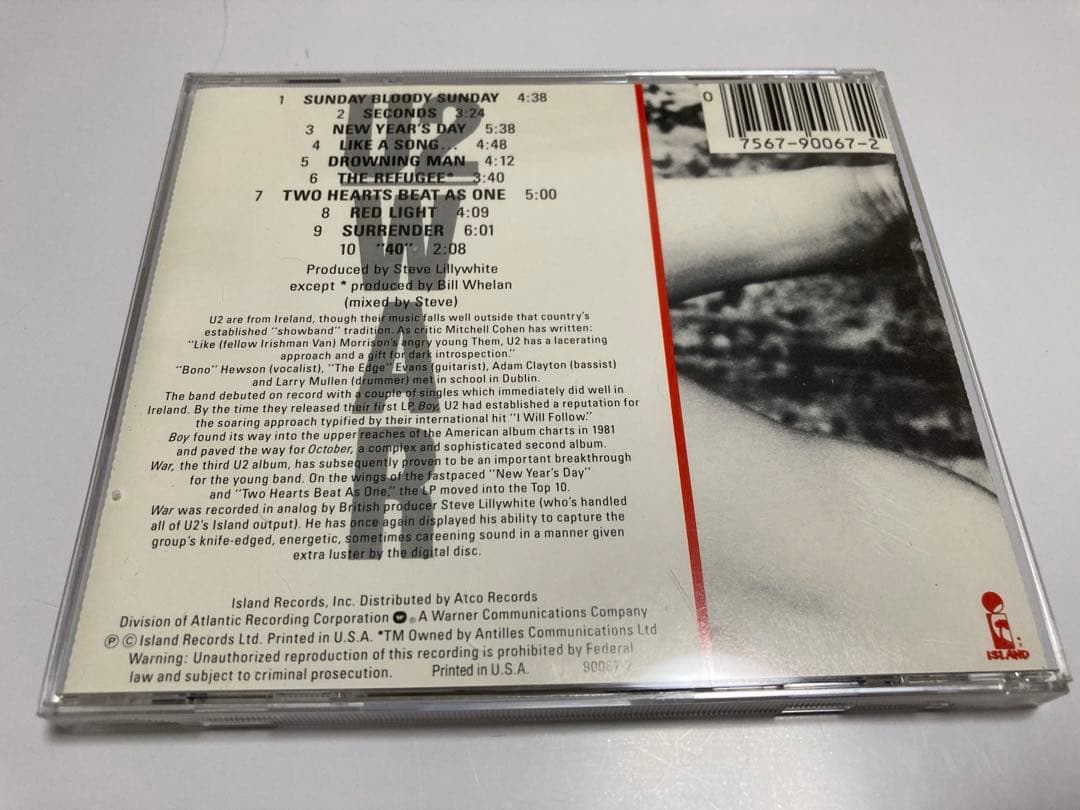 1 SUNDAY BLOODY SUNDAY 4:38
2 SECONDS 3:24
3 NEW YEAR'S DAY 5:38
4 LIKE A SONG... 4:48
5 DROWNING MAN 4:12
6 THE REFUGEE* 3:40
7 TWO HEARTS BEAT AS ONE 5:00
8 RED LIGHT 4:09
9 SURRENDER 6:01
10 "40" 2:08
Produced by Steve Lillywhite
except * produced by Bill Whelan
(mixed by Steve)
U2 are from Ireland, though their music falls well outside that country's
established "showband" tradition. As critic Mitchell Cohen has written:
"Like (fellow Irishman Van) Morrison's angry young Them, U2 has a lacerating
approach and a gift for dark introspection."
"Bono" Hewson (vocalist), "The Edge" Evans (guitarist), Adam Clayton (bassist)
and Larry Mullen (drummer) met in school in Dublin.
The band debuted on record with a couple of singles which immediately did well in
Ireland. By the time they released their first LP, Boy, U2 had established a reputation for
the soaring approach typified by their international hit "I Will Follow."
Boy found its way into the upper reaches of the American album charts in 1981
and paved the way for October, a complex and sophisticated second album.
War, the third U2 album, has subsequently proven to be an important breakthrough
for the young band. On the wings of the fastpaced "New Year's Day"
and "Two Hearts Beat As One," the LP moved into the Top 10.
War was recorded in analog by British producer Steve Lillywhite (who's handled
all of U2's Island output). He has once again displayed his ability to capture the
group's knife-edged, energetic, sometimes careening sound in a manner given
extra luster by the digital disc.
U2
WAR
Island Records, Inc. Distributed by Atco Records
Division of Atlantic Recording Corporation ® A Warner Communications Company
Ⓟ © Island Records Ltd. Printed in U.S.A. *TM Owned by Antilles Communications Ltd
Warning: Unauthorized reproduction of this recording is prohibited by Federal
law and subject to criminal prosecution. Printed in U.S.A. 90067-2
0
7567-90067-2
ISLAND